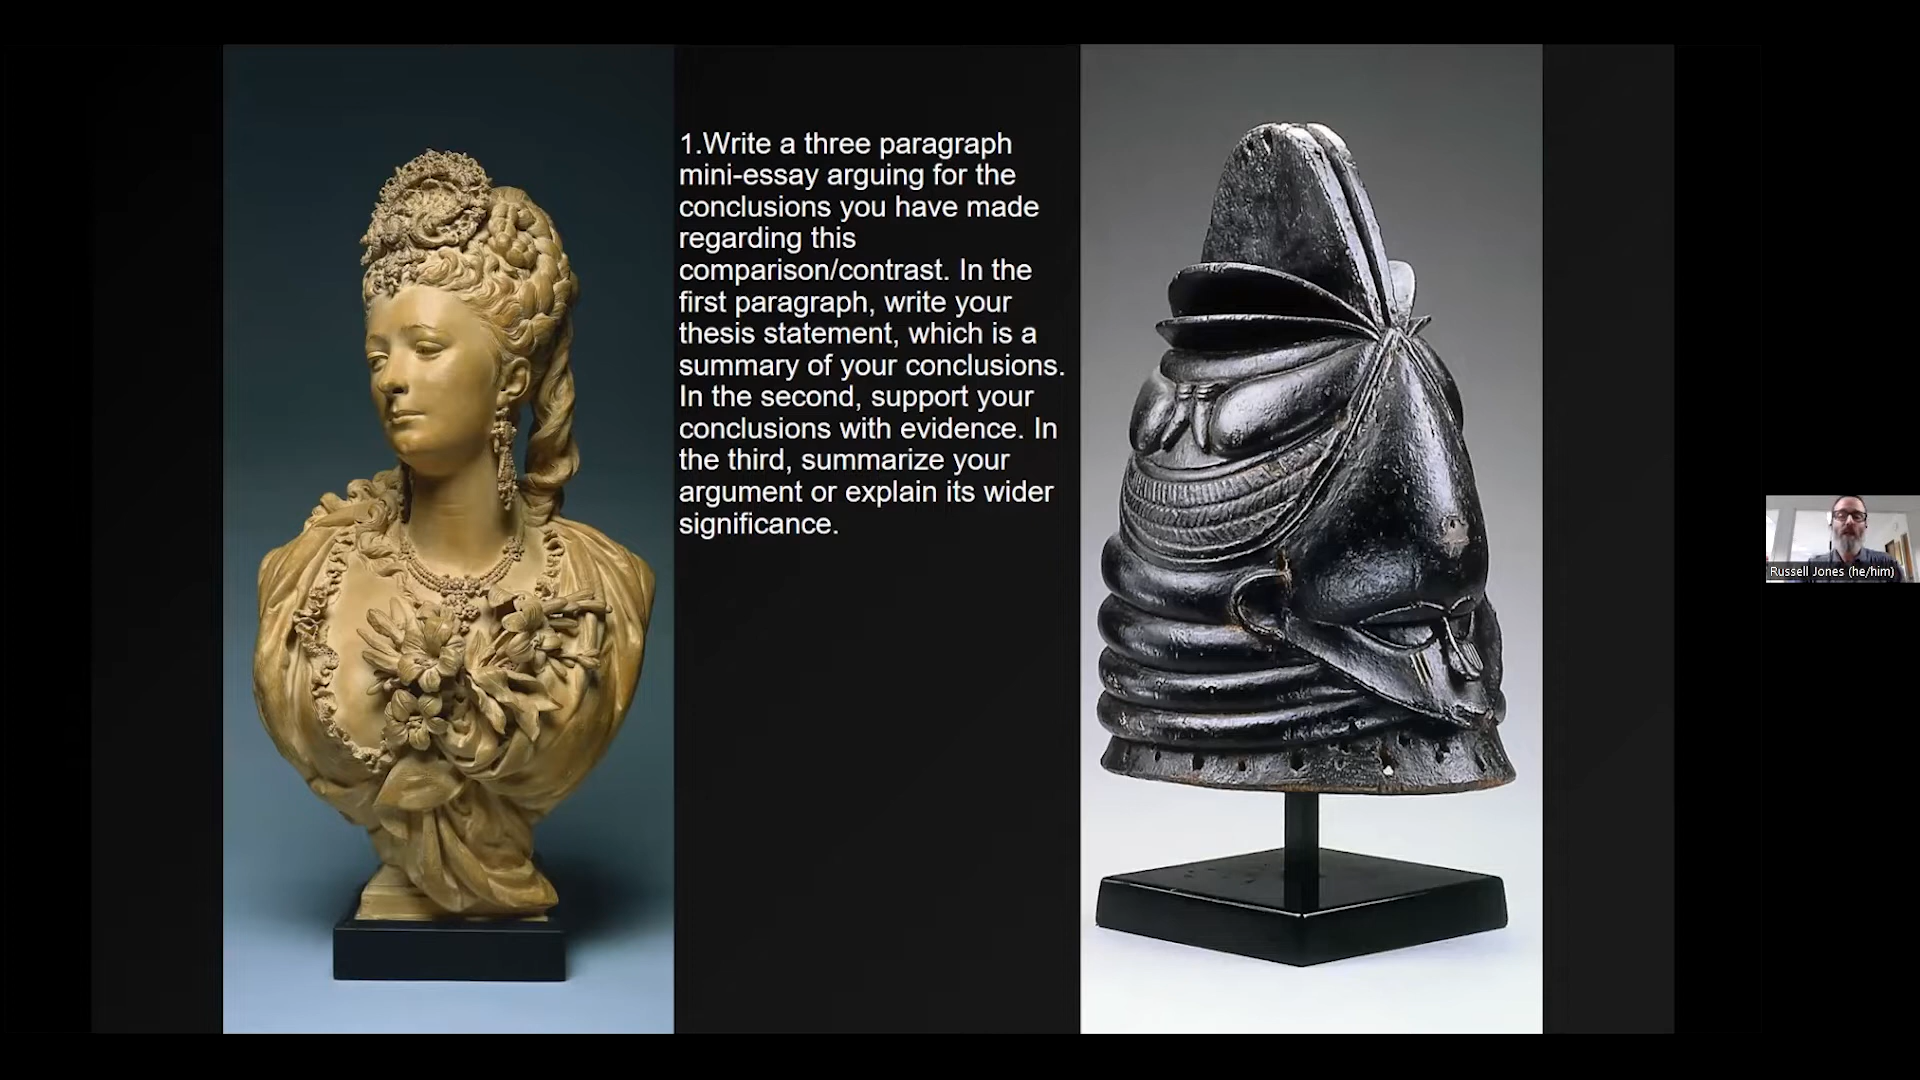 1.Write a three paragraph
mini-essay arguing for the
conclusions you have made
regarding this
comparison/contrast. In the
first paragraph, write your
thesis statement, which is a
summary of your conclusions.
In the second, support your
conclusions with evidence. In
the third, summarize your
argument or explain its wider
significance.
Russell Jones (he/him)